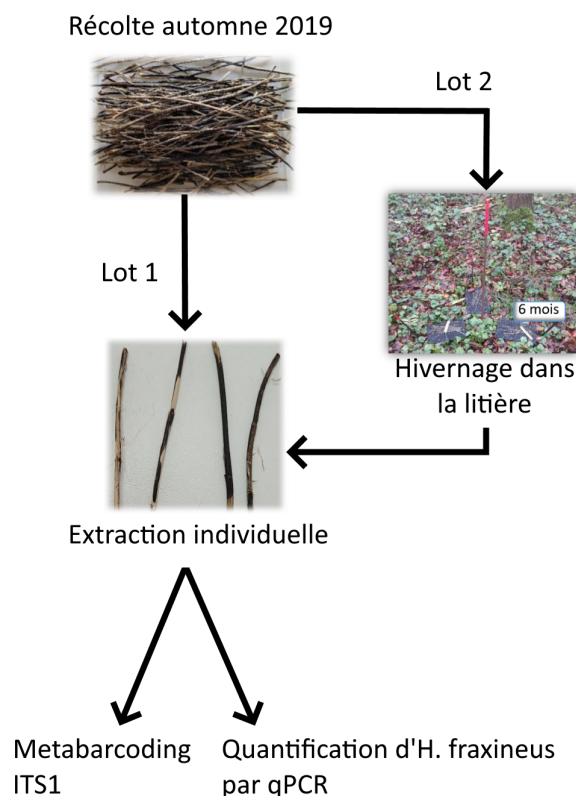 Récolte automne 2019
Lot 2
Lot 1
6 mois
Hivernage dans
la litière
Extraction individuelle
Metabarcoding
ITS1
Quantification d'H. fraxineus
par qPCR